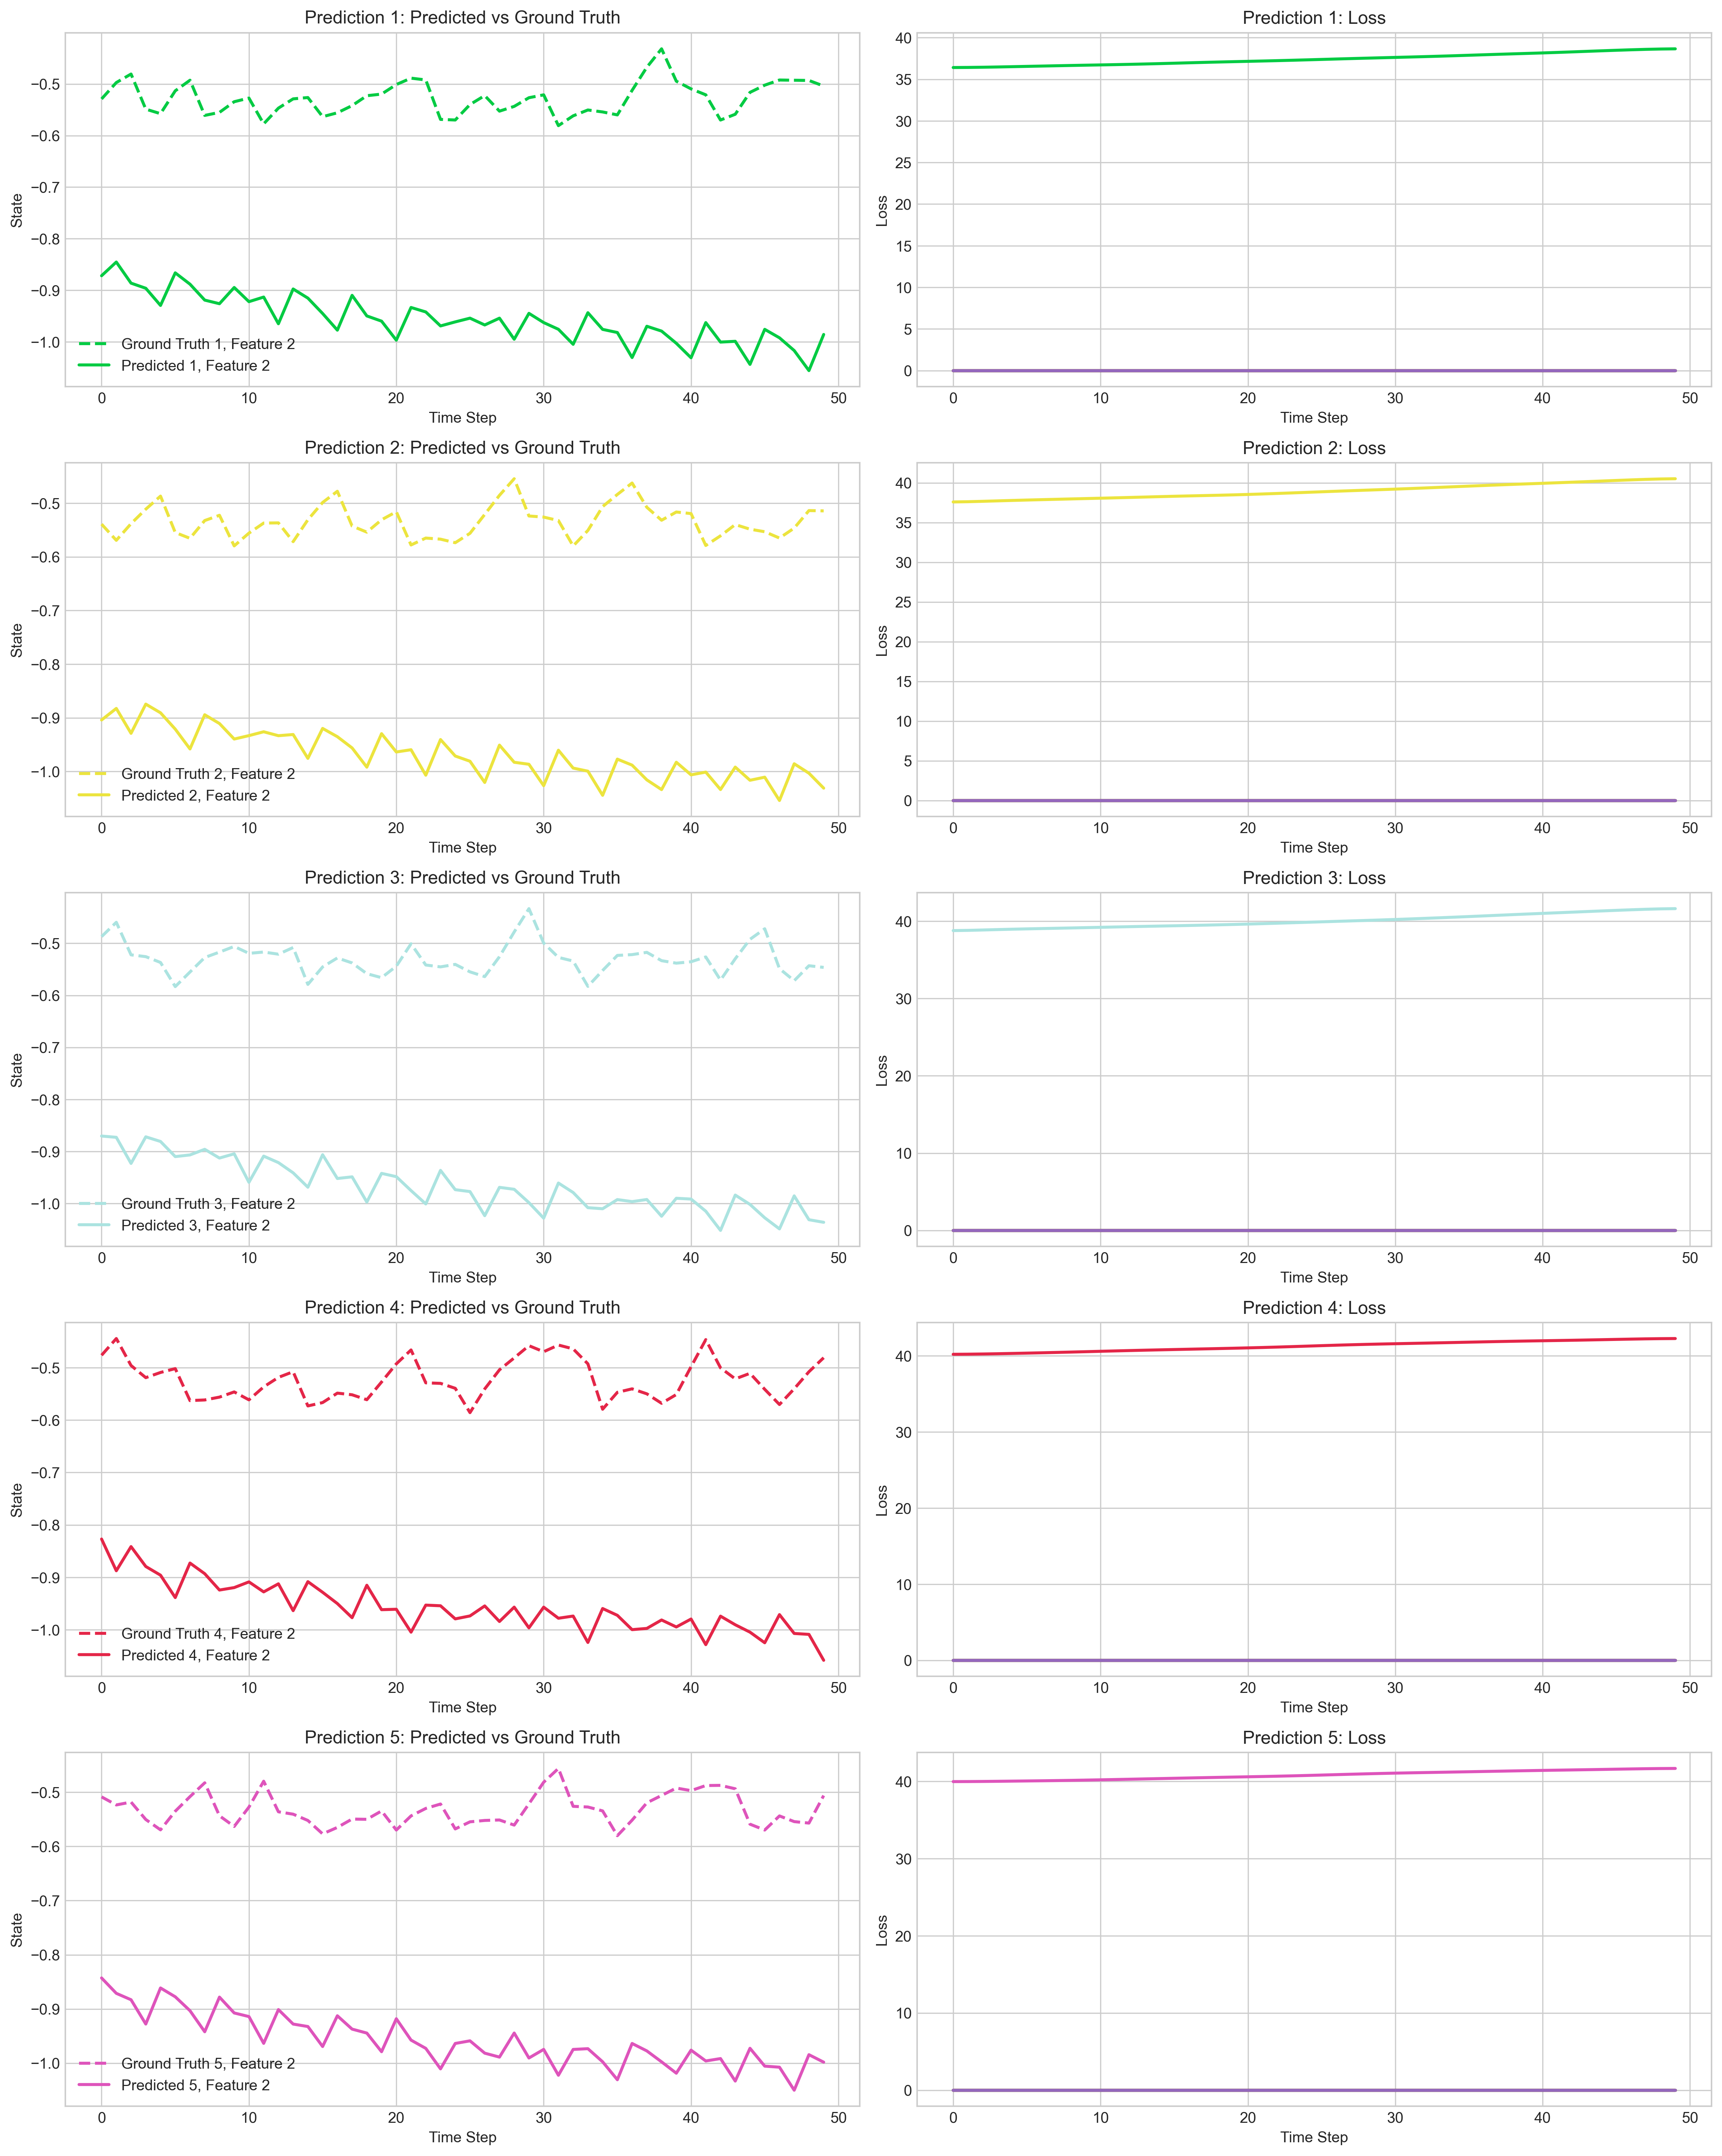 Prediction 1: Predicted vs Ground Truth
−0.5
−0.6
−0.7
−0.8
−0.9
−1.0
State
Ground Truth 1, Feature 2
Predicted 1, Feature 2
0 10 20 30 40 50
Time Step
Prediction 1: Loss
40
35
30
25
20
15
10
5
0
Loss
0 10 20 30 40 50
Time Step
Prediction 2: Predicted vs Ground Truth
−0.5
−0.6
−0.7
−0.8
−0.9
−1.0
State
Ground Truth 2, Feature 2
Predicted 2, Feature 2
0 10 20 30 40 50
Time Step
Prediction 2: Loss
40
35
30
25
20
15
10
5
0
Loss
0 10 20 30 40 50
Time Step
Prediction 3: Predicted vs Ground Truth
−0.5
−0.6
−0.7
−0.8
−0.9
−1.0
State
Ground Truth 3, Feature 2
Predicted 3, Feature 2
0 10 20 30 40 50
Time Step
Prediction 3: Loss
40
30
20
10
0
Loss
0 10 20 30 40 50
Time Step
Prediction 4: Predicted vs Ground Truth
−0.5
−0.6
−0.7
−0.8
−0.9
−1.0
State
Ground Truth 4, Feature 2
Predicted 4, Feature 2
0 10 20 30 40 50
Time Step
Prediction 4: Loss
40
30
20
10
0
Loss
0 10 20 30 40 50
Time Step
Prediction 5: Predicted vs Ground Truth
−0.5
−0.6
−0.7
−0.8
−0.9
−1.0
State
Ground Truth 5, Feature 2
Predicted 5, Feature 2
0 10 20 30 40 50
Time Step
Prediction 5: Loss
40
30
20
10
0
Loss
0 10 20 30 40 50
Time Step